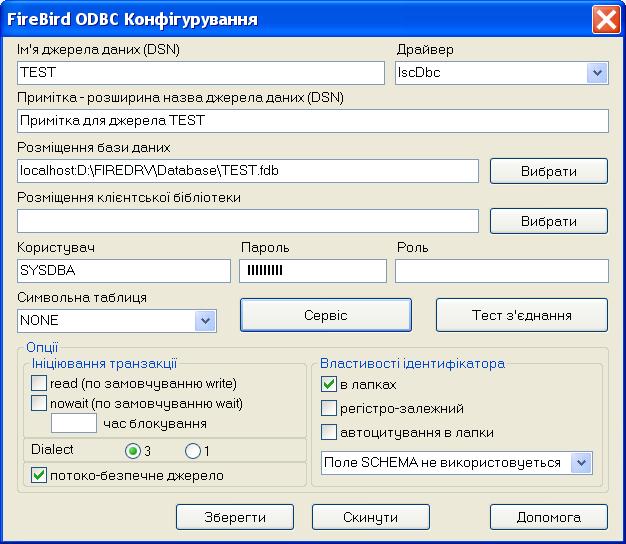 FireBird ODBC Конфігурування
Ім'я джерела даних (DSN) Драйвер
TEST IscDbc
Примітка - розширина назва джерела даних (DSN)
Примітка для джерела TEST
Розміщення бази даних
localhost:D:\FIREDRV\Database\TEST.fdb Вибрати
Розміщення клієнтської бібліотеки
Вибрати
Користувач Пароль Роль
SYSDBA
Символьна таблиця
NONE Сервіс Тест з'єднання
Опції
Ініціювання транзакції Властивості ідентифікатора
read (по замовчуванню write) в лапках
nowait (по замовчуванню wait) регістро-залежний
час блокування автоцитування в лапки
Dialect 3 1
Поле SCHEMA не використовуеться
потоко-безпечне джерело
Зберегти Скинути Допомога